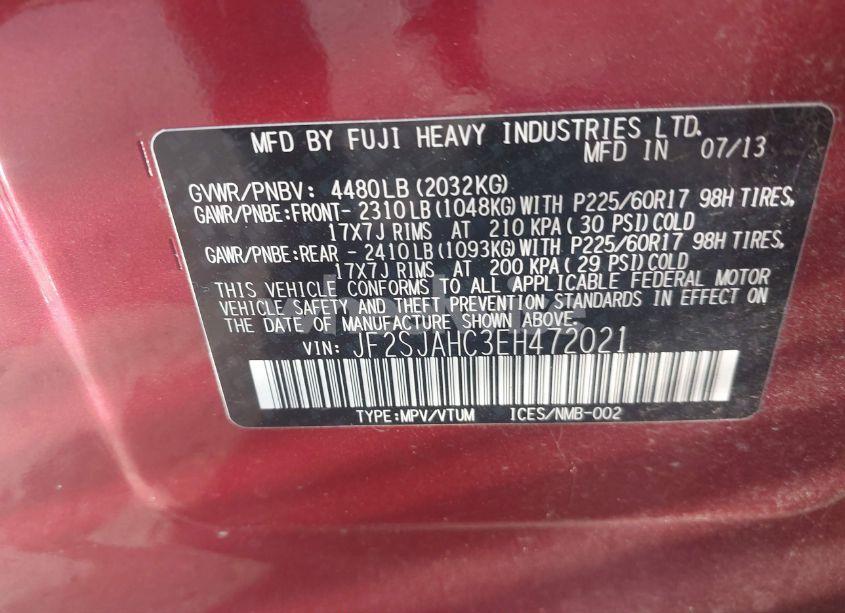 MFD BY FUJI HEAVY INDUSTRIES LTD.
MFD IN 07/13
GVWR/PNBV: 4480LB(2032KG)
GAWR/PNBE:FRONT- 2310LB(1048KG)WITH P225/60R17 98H TIRES,
17X7J RIMS AT 210 KPA(30 PSI)COLD
GAWR/PNBE:REAR - 2410LB(1093KG)WITH P225/60R17 98H TIRES,
17X7J RIMS AT 200 KPA(29 PSI)COLD
THIS VEHICLE CONFORMS TO ALL APPLICABLE FEDERAL MOTOR
VEHICLE SAFETY AND THEFT PREVENTION STANDARDS IN EFFECT ON
THE DATE OF MANUFACTURE SHOWN ABOVE.
VIN: JF2SJAHC3EH472021
TYPE:MPV/VTUM ICES/NMB-002